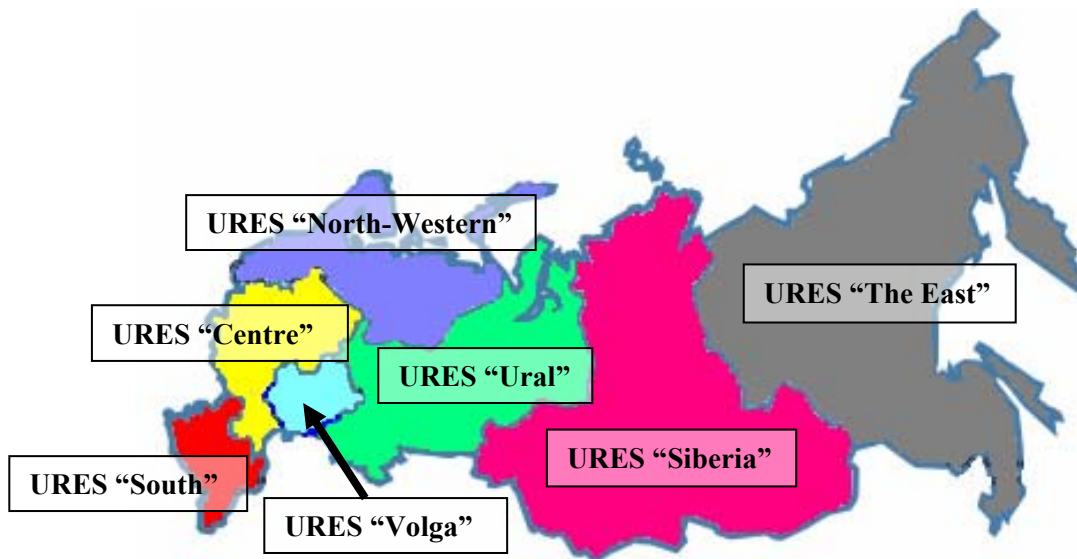 URES “North-Western”
URES “The East”
URES “Centre”
URES “Ural”
URES “Siberia”
URES “South”
URES “Volga”